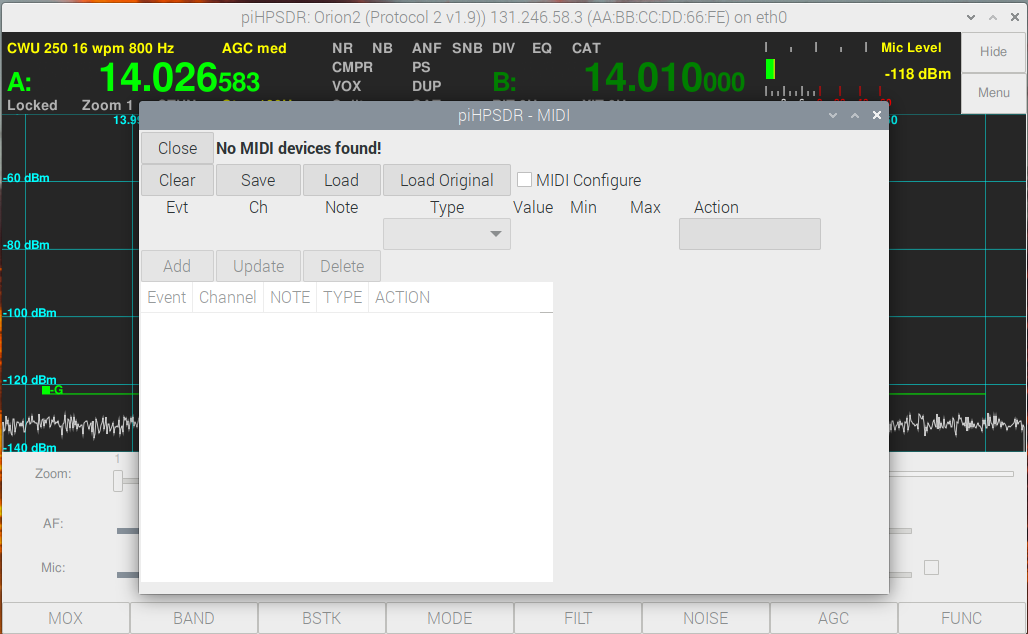 piHPSDR: Orion2 (Protocol 2 v1.9)) 131.246.58.3 (AA:BB:CC:DD:66:FE) on eth0
CWU 250 16 wpm 800 Hz AGC med NR NB ANF SNB DIV EQ CAT Mic Level Hide
CMPR PS
A: 14.026583 VOX DUP B: 14.010000 -118 dBm
Locked Zoom 1 Menu
piHPSDR - MIDI
13.99
-60 dBm
-80 dBm
-100 dBm
-120 dBm
-G
-140 dBm
Close No MIDI devices found!
Clear Save Load Load Original MIDI Configure
Evt Ch Note Type Value Min Max Action
Add Update Delete
Event Channel NOTE TYPE ACTION
1
Zoom:
AF:
Mic:
MOX BAND BSTK MODE FILT NOISE AGC FUNC